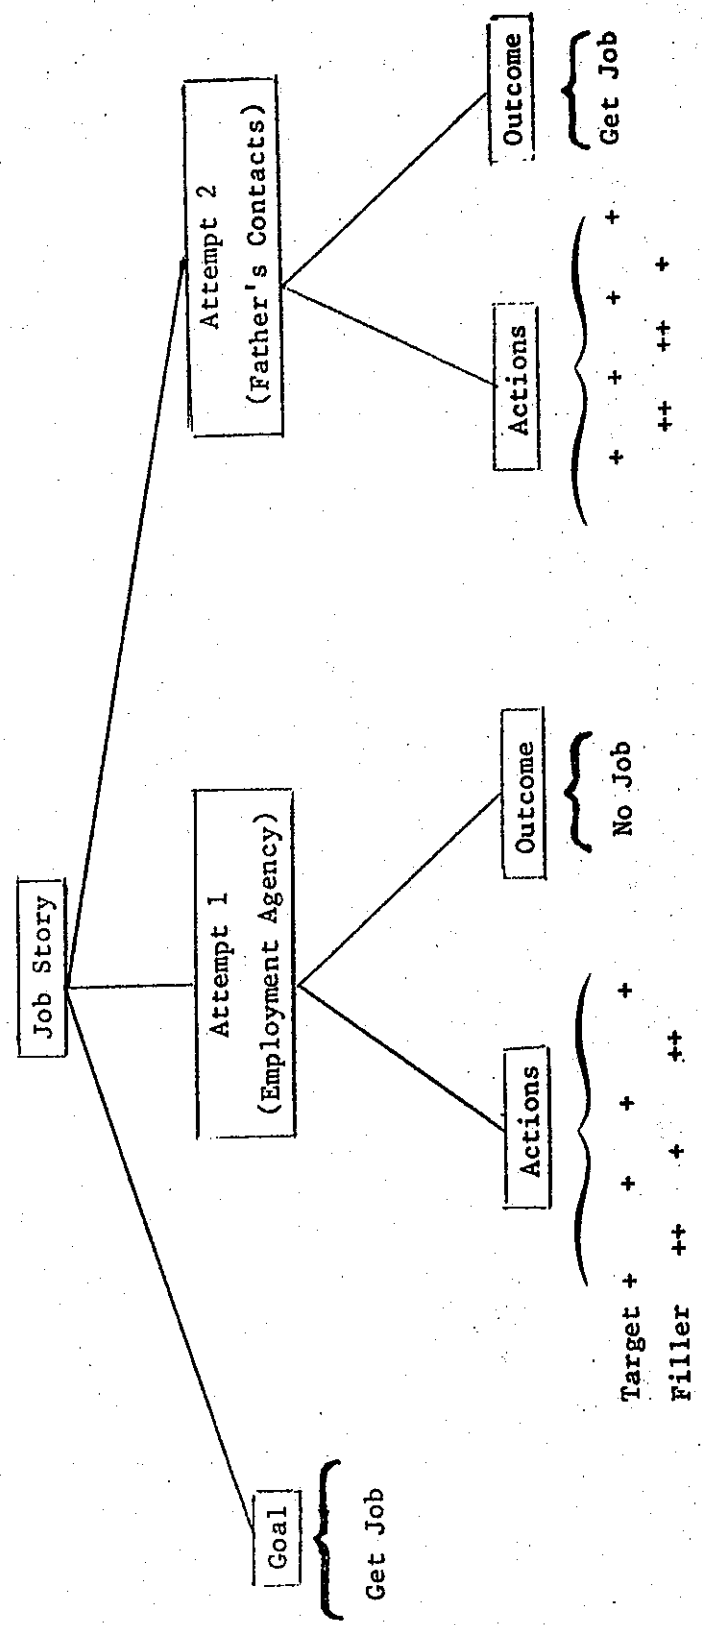 Job Story
Goal
Get Job
Attempt 1
(Employment Agency)
Attempt 2
(Father's Contacts)
Actions
Outcome
No Job
Actions
Outcome
Get Job
Target + + + + + + + +
Filler ++ + ++ ++ ++ +